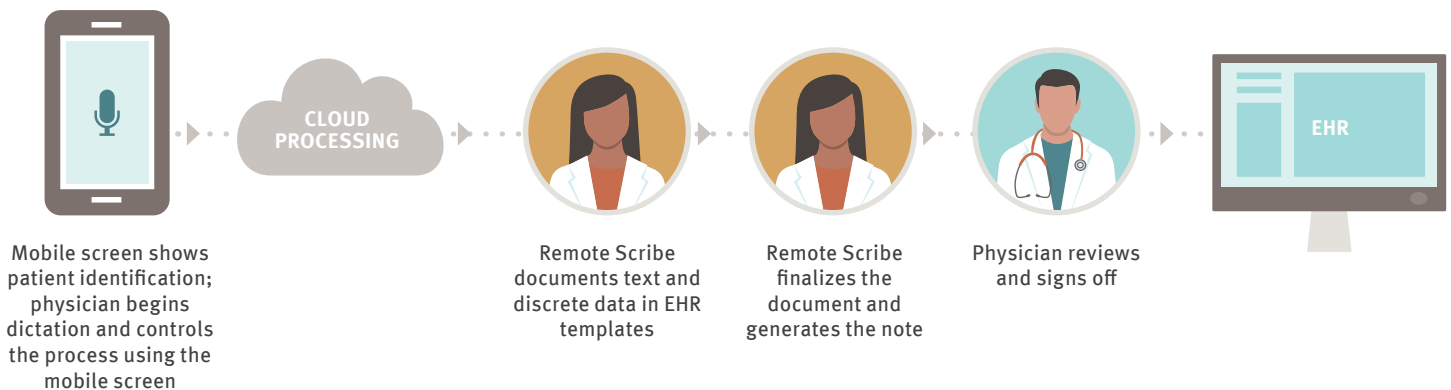 CLOUD
PROCESSING
EHR
Mobile screen shows
patient identification;
physician begins
dictation and controls
the process using the
mobile screen
Remote Scribe
documents text and
discrete data in EHR
templates
Remote Scribe
finalizes the
document and
generates the note
Physician reviews
and signs off